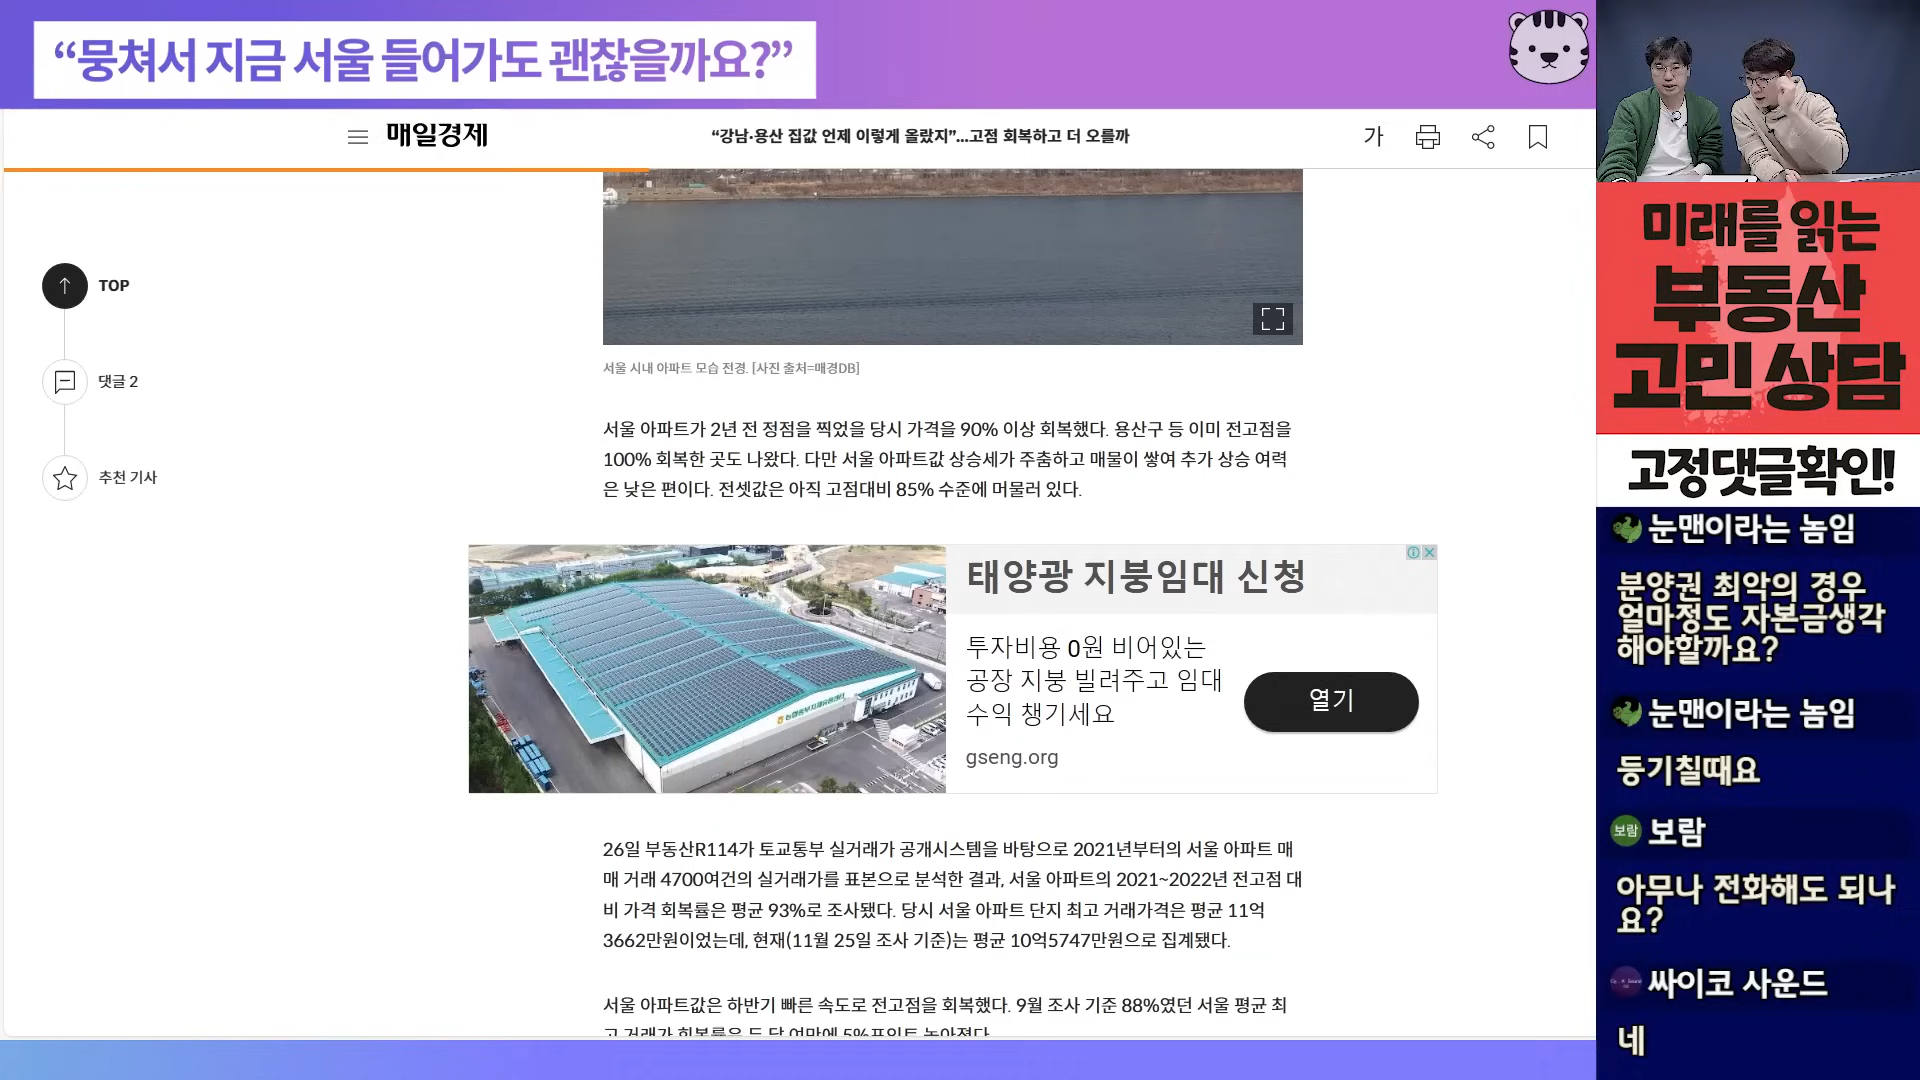 “뭉쳐서 지금 서울 들어가도 괜찮을까요?”
매일경제
“강남·용산 집값 언제 이렇게 올랐지”...고점 회복하고 더 오를까
가
TOP
댓글 2
추천 기사
서울 시내 아파트 모습 전경. [사진 출처=매경DB]
서울 아파트가 2년 전 정점을 찍었을 당시 가격을 90% 이상 회복했다. 용산구 등 이미 전고점을
100% 회복한 곳도 나왔다. 다만 서울 아파트값 상승세가 주춤하고 매물이 쌓여 추가 상승 여력
은 낮은 편이다. 전셋값은 아직 고점대비 85% 수준에 머물러 있다.
태양광 지붕임대 신청
투자비용 0원 비어있는
공장 지붕 빌려주고 임대
수익 챙기세요
gseng.org
열기
26일 부동산R114가 토교통부 실거래가 공개시스템을 바탕으로 2021년부터의 서울 아파트 매
매 거래 4700여건의 실거래가를 표본으로 분석한 결과, 서울 아파트의 2021~2022년 전고점 대
비 가격 회복률은 평균 93%로 조사됐다. 당시 서울 아파트 단지 최고 거래가격은 평균 11억
3662만원이었는데, 현재(11월 25일 조사 기준)는 평균 10억5747만원으로 집계됐다.
서울 아파트값은 하반기 빠른 속도로 전고점을 회복했다. 9월 조사 기준 88%였던 서울 평균 최
고 거래가 회복률은 두 달 여만에 5%포인트 높아졌다.
미래를 읽는
부동산
고민 상담
고정댓글확인!
눈맨이라는 놈임
분양권 최악의 경우
얼마정도 자본금생각
해야할까요?
눈맨이라는 놈임
등기칠때요
보람 보람
아무나 전화해도 되나
요?
싸이코 사운드
네